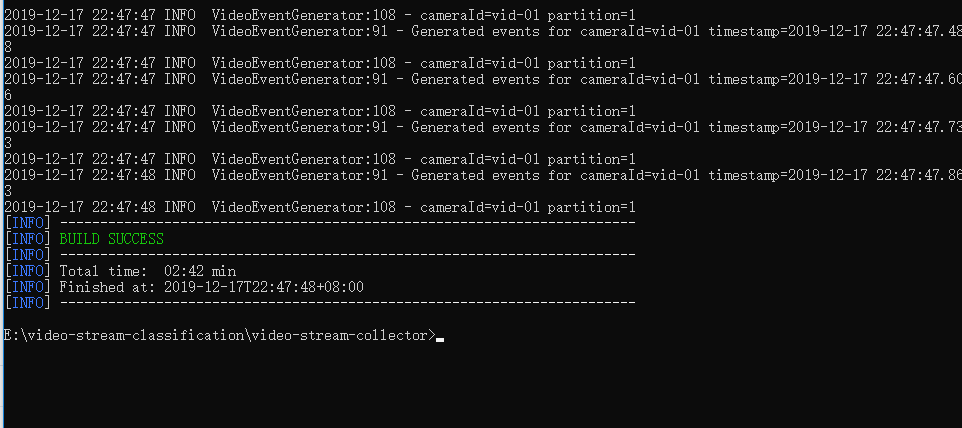 2019-12-17 22:47:47 INFO  VideoEventGenerator:108 - cameraId=vid-01 partition=1
2019-12-17 22:47:47 INFO  VideoEventGenerator:91 - Generated events for cameraId=vid-01 timestamp=2019-12-17 22:47:47.48
8
2019-12-17 22:47:47 INFO  VideoEventGenerator:108 - cameraId=vid-01 partition=1
2019-12-17 22:47:47 INFO  VideoEventGenerator:91 - Generated events for cameraId=vid-01 timestamp=2019-12-17 22:47:47.60
6
2019-12-17 22:47:47 INFO  VideoEventGenerator:108 - cameraId=vid-01 partition=1
2019-12-17 22:47:47 INFO  VideoEventGenerator:91 - Generated events for cameraId=vid-01 timestamp=2019-12-17 22:47:47.73
3
2019-12-17 22:47:47 INFO  VideoEventGenerator:108 - cameraId=vid-01 partition=1
2019-12-17 22:47:48 INFO  VideoEventGenerator:91 - Generated events for cameraId=vid-01 timestamp=2019-12-17 22:47:47.86
3
2019-12-17 22:47:48 INFO  VideoEventGenerator:108 - cameraId=vid-01 partition=1
[INFO] ------------------------------------------------------------------------
[INFO] BUILD SUCCESS
[INFO] ------------------------------------------------------------------------
[INFO] Total time:  02:42 min
[INFO] Finished at: 2019-12-17T22:47:48+08:00
[INFO] ------------------------------------------------------------------------
E:\video-stream-classification\video-stream-collector>